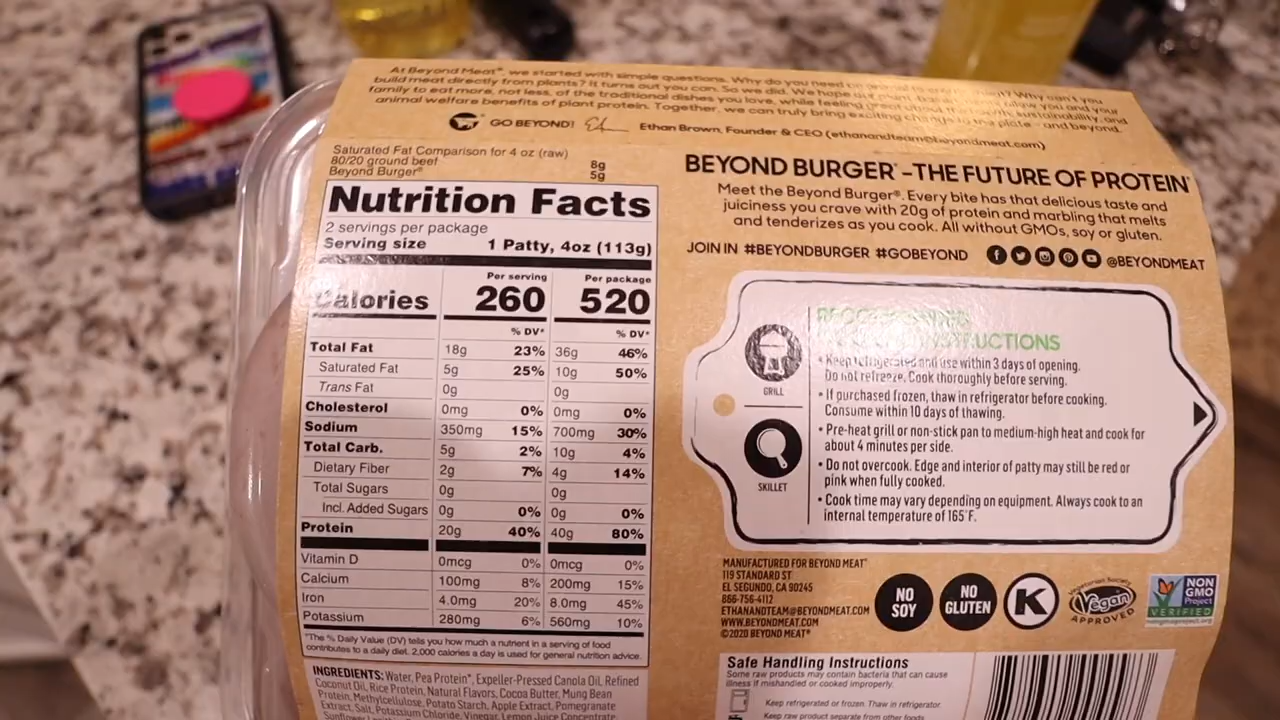 At Beyond Meat®, we started with simple questions. Why do you need
build meat directly from plants? It turns out you can. So we did. We hope
family to eat more, not less, of the traditional dishes you love, while feeling great
animal welfare benefits of plant protein. Together, we can truly bring exciting change to the plate - and beyond.
GO BEYOND! Ethan Brown, Founder & CEO (ethanandteam@beyondmeat.com)
Saturated Fat Comparison for 4 oz (raw)
80/20 ground beef 8g
Beyond Burger® 5g
Nutrition Facts
2 servings per package
Serving size 1 Patty, 4oz (113g)
Per serving Per package
Calories 260 520
% DV* % DV*
Total Fat 18g 23% 36g 46%
Saturated Fat 5g 25% 10g 50%
Trans Fat 0g 0g
Cholesterol 0mg 0% 0mg 0%
Sodium 350mg 15% 700mg 30%
Total Carb. 5g 2% 10g 4%
Dietary Fiber 2g 7% 4g 14%
Total Sugars 0g 0g
Incl. Added Sugars 0g 0% 0g 0%
Protein 20g 40% 40g 80%
Vitamin D 0mcg 0% 0mcg 0%
Calcium 100mg 8% 200mg 15%
Iron 4.0mg 20% 8.0mg 45%
Potassium 280mg 6% 560mg 10%
*The % Daily Value (DV) tells you how much a nutrient in a serving of food
contributes to a daily diet. 2,000 calories a day is used for general nutrition advice.
INGREDIENTS: Water, Pea Protein*, Expeller-Pressed Canola Oil, Refined
Coconut Oil, Rice Protein, Natural Flavors, Cocoa Butter, Mung Bean
Protein, Methylcellulose, Potato Starch, Apple Extract, Pomegranate
Extract, Salt, Potassium Chloride, Vinegar, Lemon Juice Concentrate,
BEYOND BURGER® -THE FUTURE OF PROTEIN™
Meet the Beyond Burger®. Every bite has that delicious taste and
juiciness you crave with 20g of protein and marbling that melts
and tenderizes as you cook. All without GMOs, soy or gluten.
JOIN IN #BEYONDBURGER #GOBEYOND @BEYONDMEAT
GRILL
SKILLET
RECOMMENDED
INSTRUCTIONS
• Keep refrigerated and use within 3 days of opening.
Do not refreeze. Cook thoroughly before serving.
• If purchased frozen, thaw in refrigerator before cooking.
Consume within 10 days of thawing.
• Pre-heat grill or non-stick pan to medium-high heat and cook for
about 4 minutes per side.
• Do not overcook. Edge and interior of patty may still be red or
pink when fully cooked.
• Cook time may vary depending on equipment. Always cook to an
internal temperature of 165°F.
MANUFACTURED FOR BEYOND MEAT®
119 STANDARD ST
EL SEGUNDO, CA 90245
866-756-4112
ETHANANDTEAM@BEYONDMEAT.COM
WWW.BEYONDMEAT.COM
©2020 BEYOND MEAT®
NO SOY
NO GLUTEN
K
Vegetarian Society
Vegan
APPROVED
NON
GMO
Project
VERIFIED
nongmoproject.org
Safe Handling Instructions
Some raw products may contain bacteria that can cause
illness if mishandled or cooked improperly.
Keep refrigerated or frozen. Thaw in refrigerator.
Keep raw product separate from other foods.